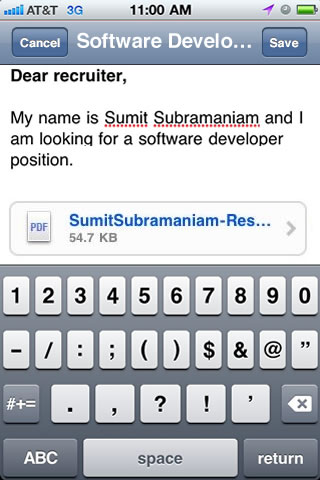 AT&T 3G 11:00 AM
Cancel Software Develo... Save
Dear recruiter,
My name is Sumit Subramaniam and I
am looking for a software developer
position.
PDF SumitSubramaniam-Res...
54.7 KB
1 2 3 4 5 6 7 8 9 0
- / : ; ( ) $ & @ ”
#+= . , ? ! ’
ABC space return